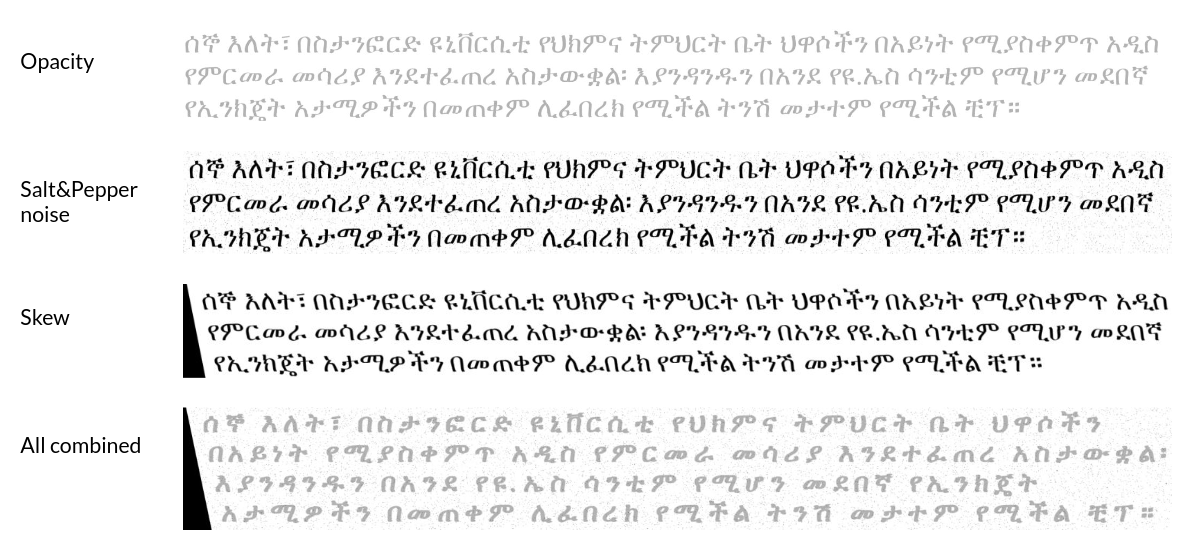 Opacity
ሰኞ እለት፣ በስታንፎርድ ዩኒቨርሲቲ የህክምና ትምህርት ቤት ህዋሶችን በአይነት የሚያስቀምጥ አዲስ
የምርመራ መሳሪያ እንደተፈጠረ አስታውቋል፡ እያንዳንዱን በአንደ የዩ.ኤስ ሳንቲም የሚሆን መደበኛ
የኢንክጄት አታሚዎችን በመጠቀም ሊፈበረክ የሚችል ትንሽ መታተም የሚችል ቺፕ።
Salt&Pepper
noise
ሰኞ እለት፣ በስታንፎርድ ዩኒቨርሲቲ የህክምና ትምህርት ቤት ህዋሶችን በአይነት የሚያስቀምጥ አዲስ
የምርመራ መሳሪያ እንደተፈጠረ አስታውቋል፡ እያንዳንዱን በአንደ የዩ.ኤስ ሳንቲም የሚሆን መደበኛ
የኢንክጄት አታሚዎችን በመጠቀም ሊፈበረክ የሚችል ትንሽ መታተም የሚችል ቺፕ።
Skew
ሰኞ እለት፣ በስታንፎርድ ዩኒቨርሲቲ የህክምና ትምህርት ቤት ህዋሶችን በአይነት የሚያስቀምጥ አዲስ
የምርመራ መሳሪያ እንደተፈጠረ አስታውቋል፡ እያንዳንዱን በአንደ የዩ.ኤስ ሳንቲም የሚሆን መደበኛ
የኢንክጄት አታሚዎችን በመጠቀም ሊፈበረክ የሚችል ትንሽ መታተም የሚችል ቺፕ።
All combined
ሰኞ እለት፣ በስታንፎርድ ዩኒቨርሲቲ የህክምና ትምህርት ቤት ህዋሶችን
በአይነት የሚያስቀምጥ አዲስ የምርመራ መሳሪያ እንደተፈጠረ አስታውቋል፡
እያንዳንዱን በአንደ የዩ.ኤስ ሳንቲም የሚሆን መደበኛ የኢንክጄት
አታሚዎችን በመጠቀም ሊፈበረክ የሚችል ትንሽ መታተም የሚችል ቺፕ።